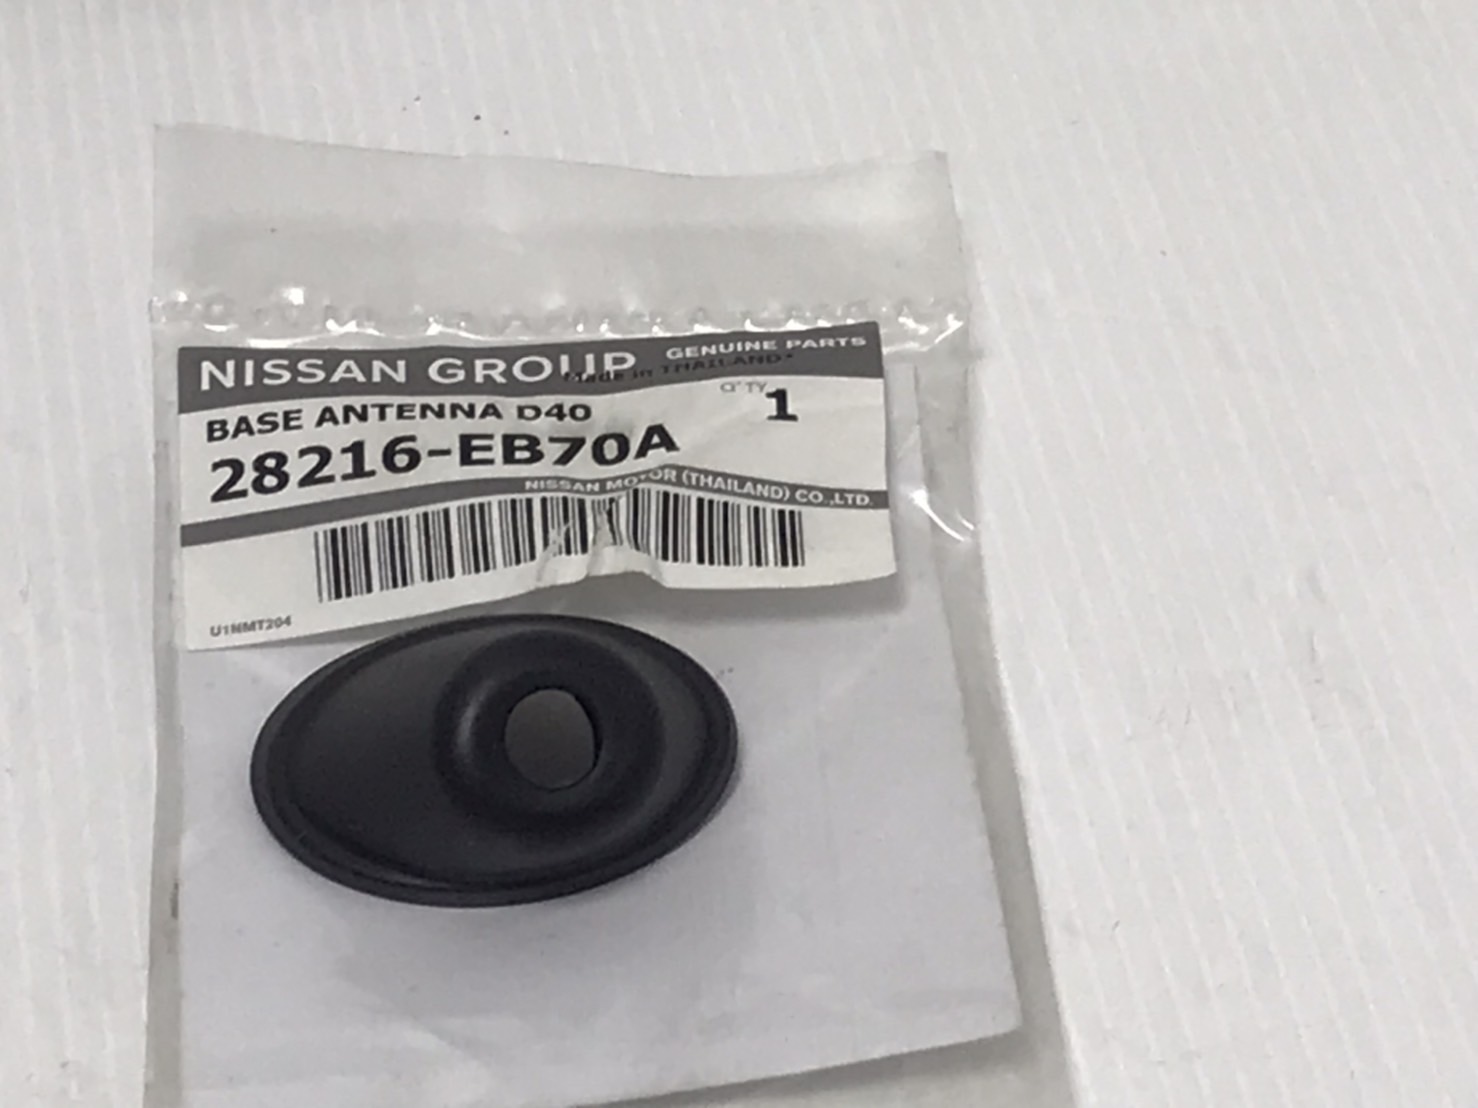 NISSAN GROUP GENUINE PARTS
Made in THAILAND*
BASE ANTENNA D40 Q'TY 1
28216-EB70A
NISSAN MOTOR (THAILAND) CO.,LTD.
U1NMT204